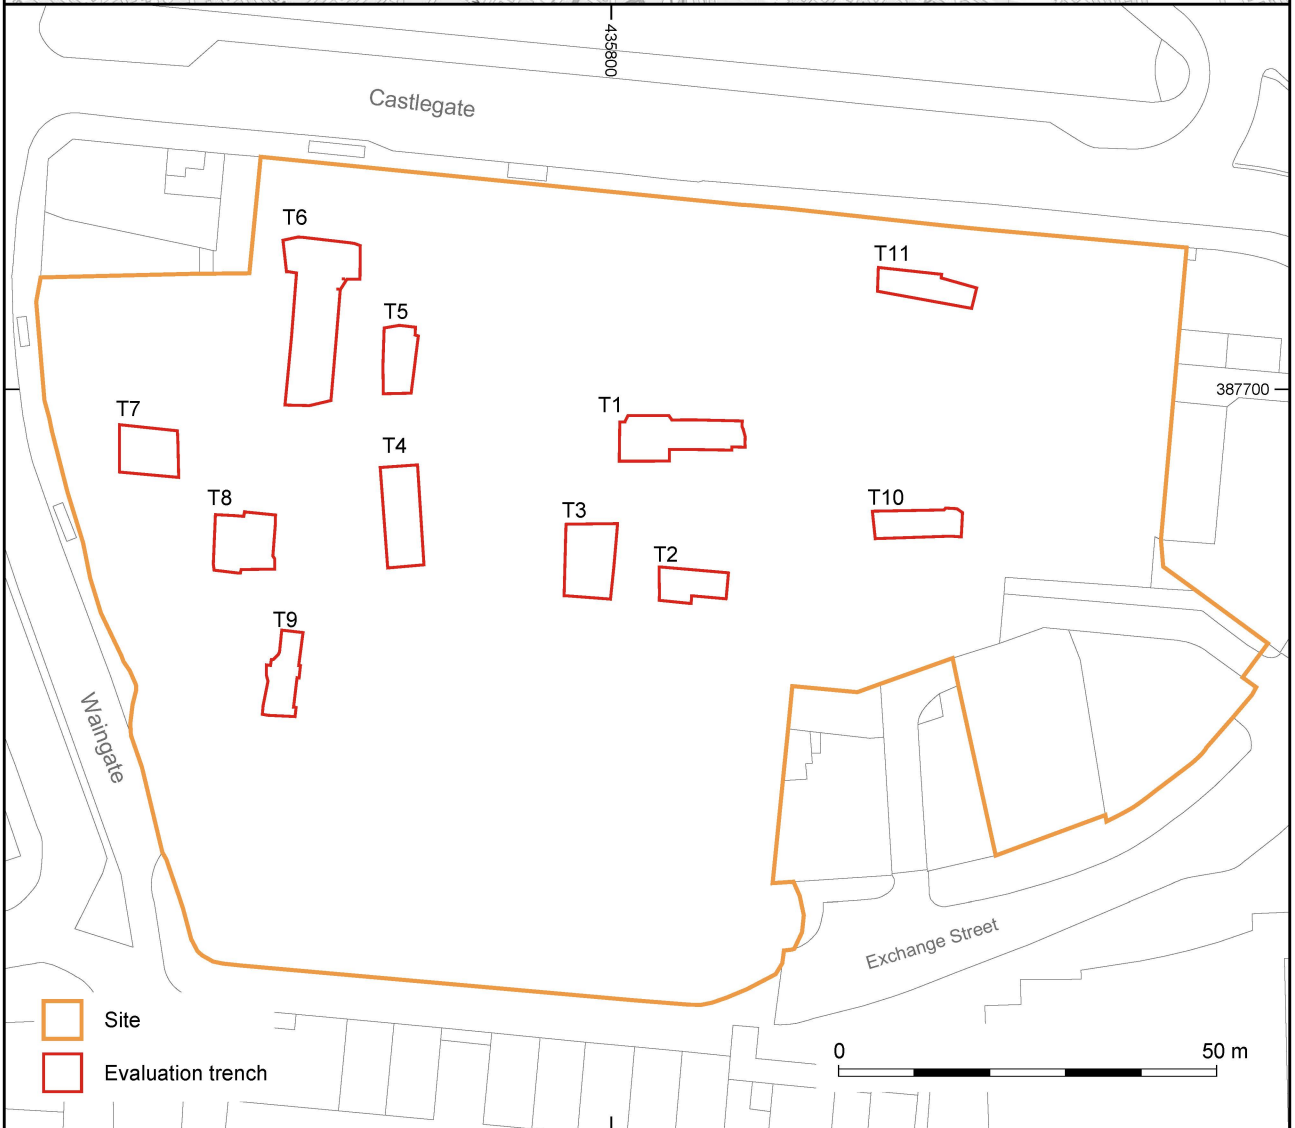 435800
Castlegate
T6
T11
T5
387700
T7
T1
T4
T8
T10
T3
T2
T9
Waingate
Exchange Street
Site
0 50 m
Evaluation trench